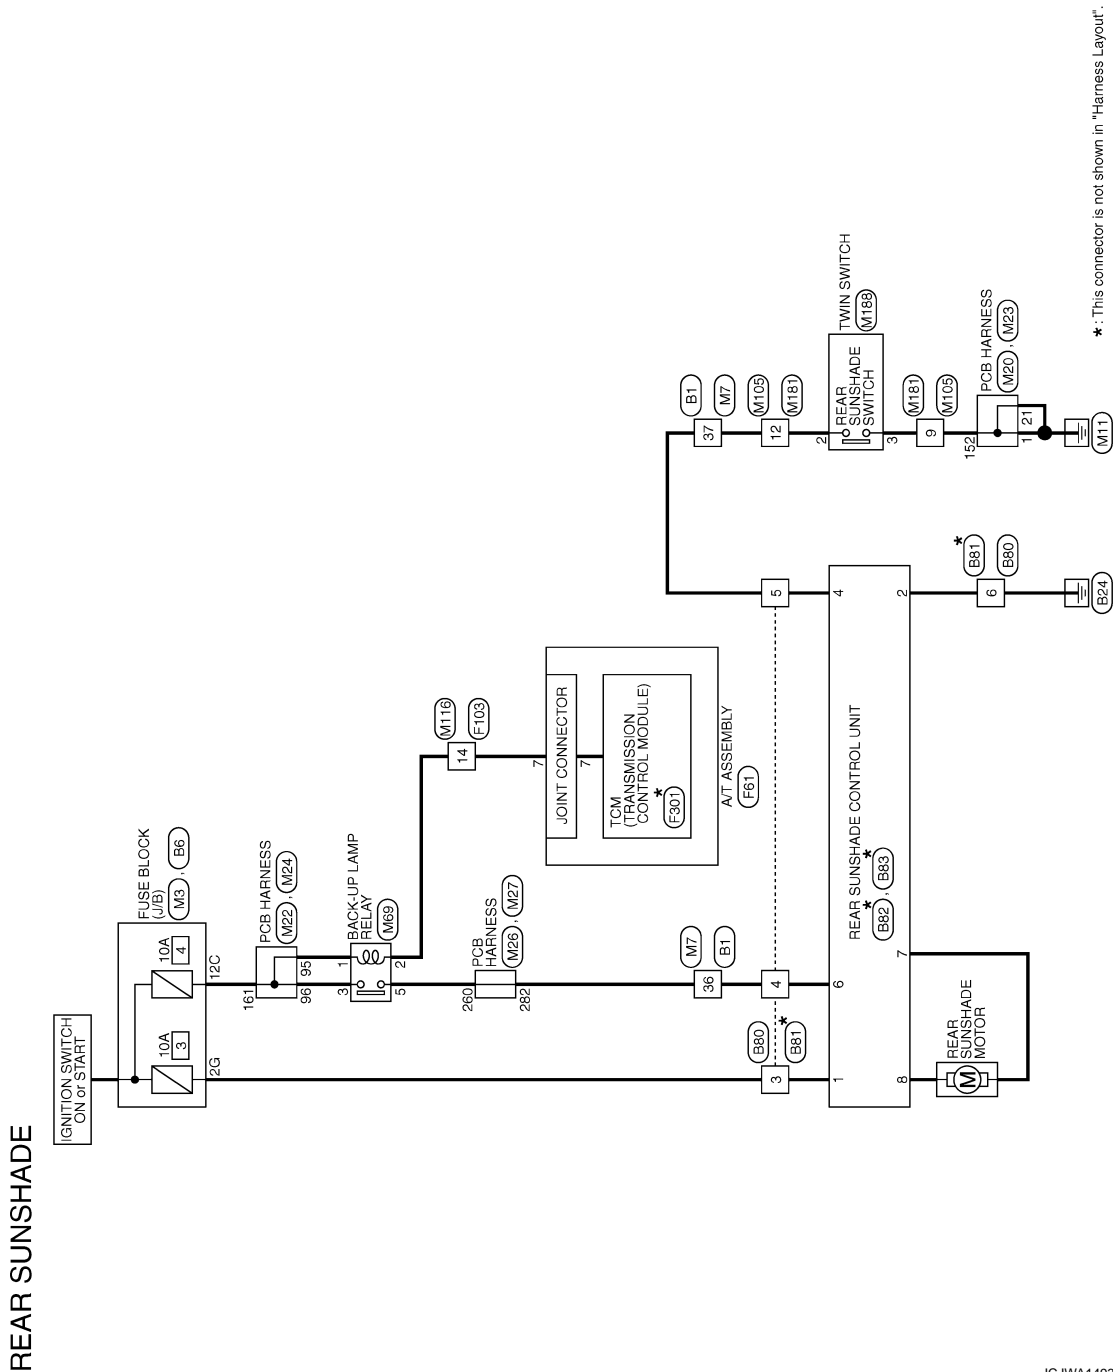 REAR SUNSHADE
IGNITION SWITCH
ON or START
FUSE BLOCK
(J/B)
M3 , B6
10A
3
10A
4
2G
12C
PCB HARNESS
M22 , M24
161
96
95
BACK-UP LAMP
RELAY
M69
3
1
5
2
PCB
HARNESS
M26 , M27
260
282
M116
F103
14
7
JOINT CONNECTOR
7
TCM
(TRANSMISSION
CONTROL MODULE)
*
F301
A/T ASSEMBLY
F61
M7
B1
36
B80
*
B81
3
4
5
B1
M7
37
M105
M181
12
TWIN SWITCH
M188
REAR
SUNSHADE
SWITCH
2
3
M181
M105
9
PCB HARNESS
M20 , M23
152
1
21
M11
1
6
4
REAR SUNSHADE CONTROL UNIT
* *
B82 , B83
8
7
2
REAR
SUNSHADE
MOTOR
M
*
B81
B80
6
B24
* : This connector is not shown in "Harness Layout".